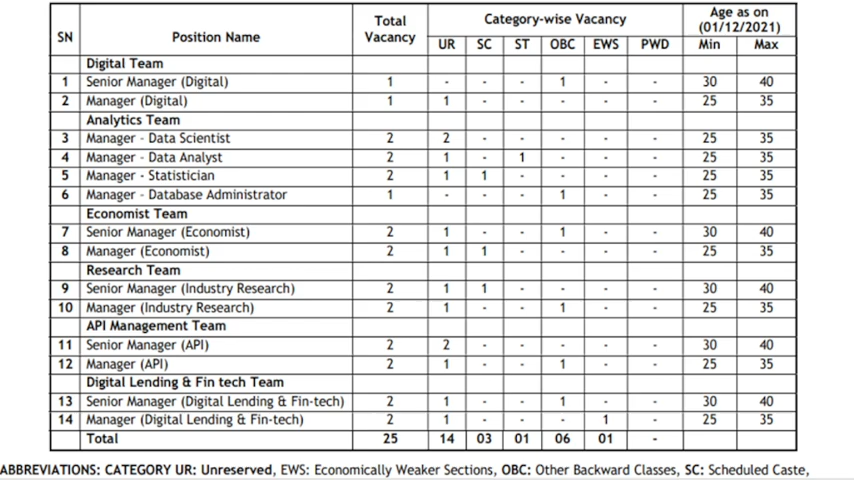 SN Position Name Total Vacancy Category-wise Vacancy Age as on (01/12/2021)
UR SC ST OBC EWS PWD Min Max
Digital Team
1 Senior Manager (Digital) 1 - - - 1 - - 30 40
2 Manager (Digital) 1 1 - - - - - 25 35
Analytics Team
3 Manager – Data Scientist 2 2 - - - - - 25 35
4 Manager – Data Analyst 2 1 - 1 - - - 25 35
5 Manager - Statistician 2 1 1 - - - - 25 35
6 Manager – Database Administrator 1 - - - 1 - - 25 35
Economist Team
7 Senior Manager (Economist) 2 1 - - 1 - - 30 40
8 Manager (Economist) 2 1 1 - - - - 25 35
Research Team
9 Senior Manager (Industry Research) 2 1 1 - - - - 30 40
10 Manager (Industry Research) 2 1 - - 1 - - 25 35
API Management Team
11 Senior Manager (API) 2 2 - - - - - 30 40
12 Manager (API) 2 1 - - 1 - - 25 35
Digital Lending & Fin tech Team
13 Senior Manager (Digital Lending & Fin-tech) 2 1 - - 1 - - 30 40
14 Manager (Digital Lending & Fin-tech) 2 1 - - - 1 - 25 35
Total 25 14 03 01 06 01 -
ABBREVIATIONS: CATEGORY UR: Unreserved, EWS: Economically Weaker Sections, OBC: Other Backward Classes, SC: Scheduled Caste,